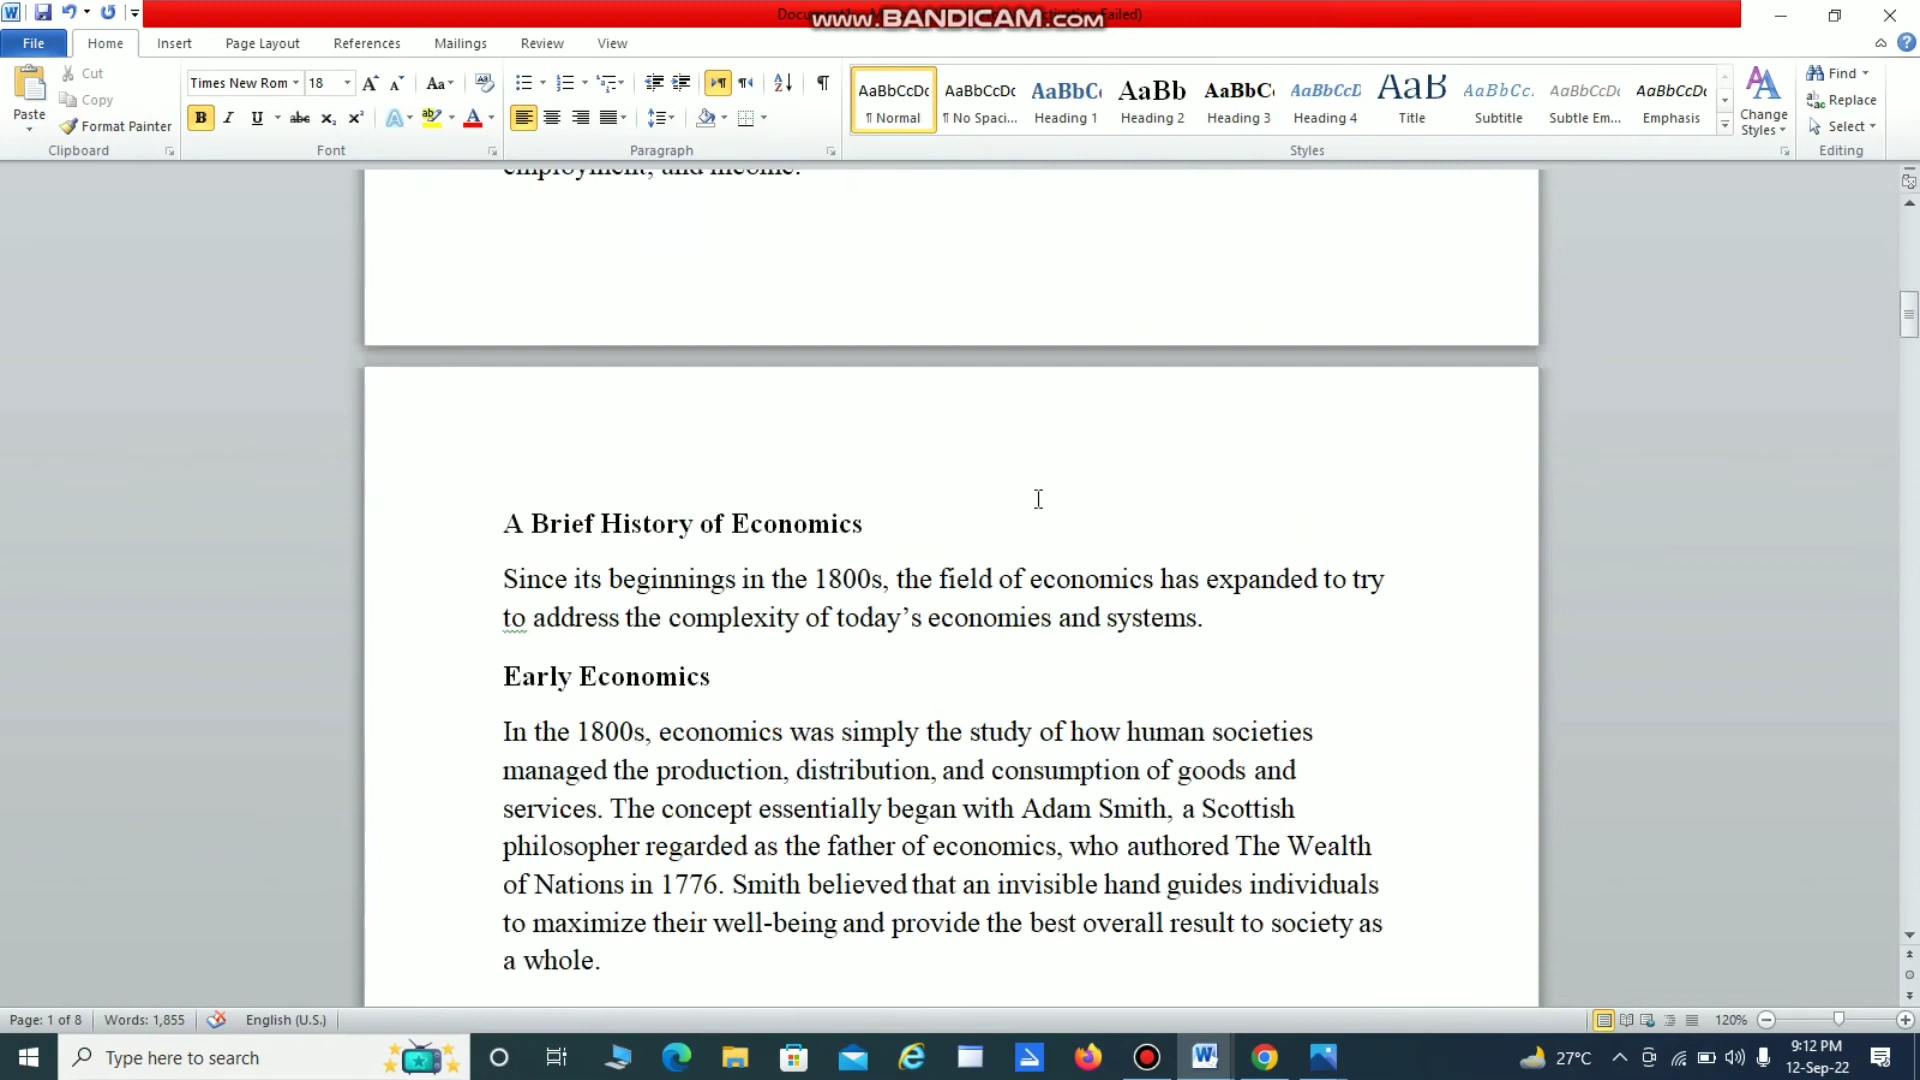 www.BANDICAM.com
File Home Insert Page Layout References Mailings Review View
Paste
Cut
Copy
Format Painter
Clipboard
Times New Rom 18
Font
Paragraph
AaBbCcDc AaBbCcDc AaBbC AaBb AaBbC AaBbCcD AaB AaBbCc. AaBbCcDc AaBbCcDc
¶ Normal ¶ No Spaci... Heading 1 Heading 2 Heading 3 Heading 4 Title Subtitle Subtle Em... Emphasis
Change
Styles
Styles
Find
Replace
Select
Editing
employment, and income.
A Brief History of Economics
Since its beginnings in the 1800s, the field of economics has expanded to try
to address the complexity of today’s economies and systems.
Early Economics
In the 1800s, economics was simply the study of how human societies
managed the production, distribution, and consumption of goods and
services. The concept essentially began with Adam Smith, a Scottish
philosopher regarded as the father of economics, who authored The Wealth
of Nations in 1776. Smith believed that an invisible hand guides individuals
to maximize their well-being and provide the best overall result to society as
a whole.
Page: 1 of 8 Words: 1,855 English (U.S.) 120%
Type here to search
27°C
9:12 PM
12-Sep-22